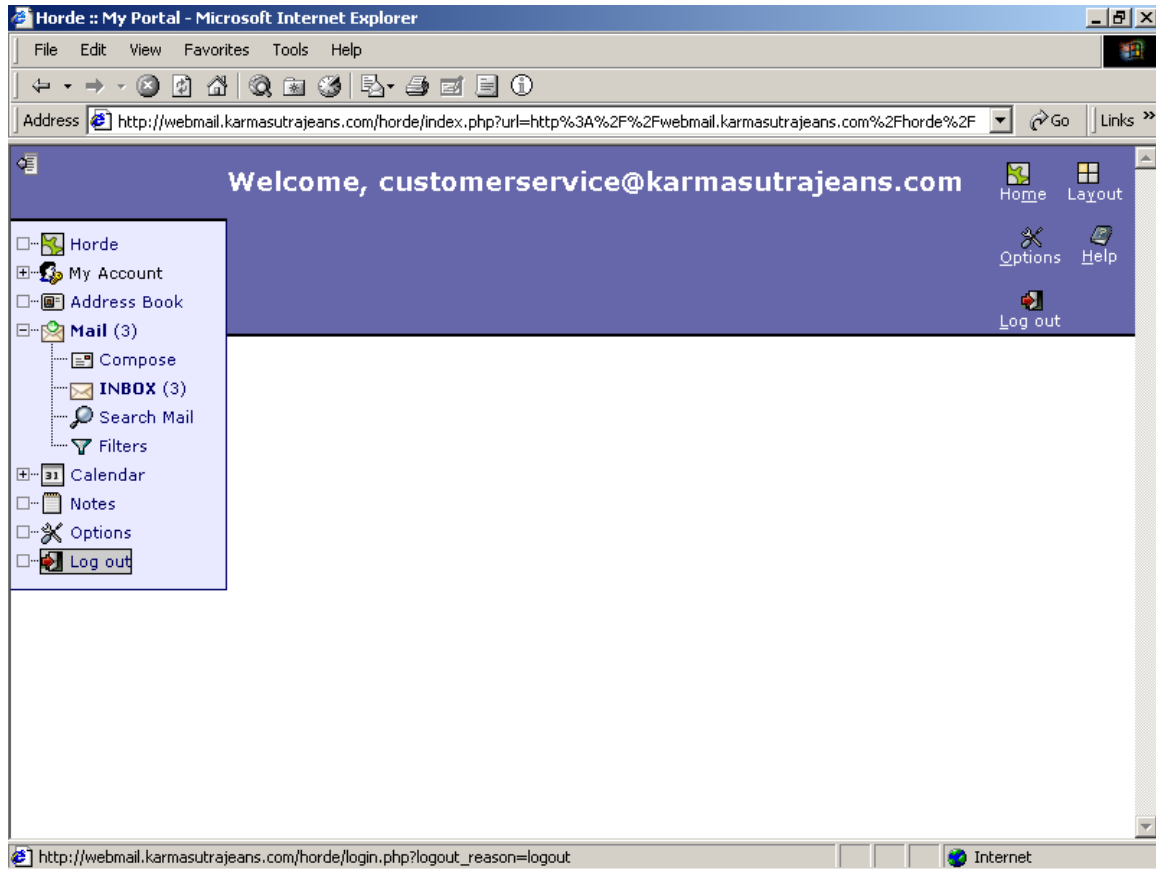 Horde :: My Portal - Microsoft Internet Explorer
File Edit View Favorites Tools Help
Address http://webmail.karmasutrajeans.com/horde/index.php?url=http%3A%2F%2Fwebmail.karmasutrajeans.com%2Fhorde%2F Go Links »
Welcome, customerservice@karmasutrajeans.com
Home Layout
Options Help
Log out
Horde
My Account
Address Book
Mail (3)
Compose
INBOX (3)
Search Mail
Filters
31 Calendar
Notes
Options
Log out
http://webmail.karmasutrajeans.com/horde/login.php?logout_reason=logout Internet